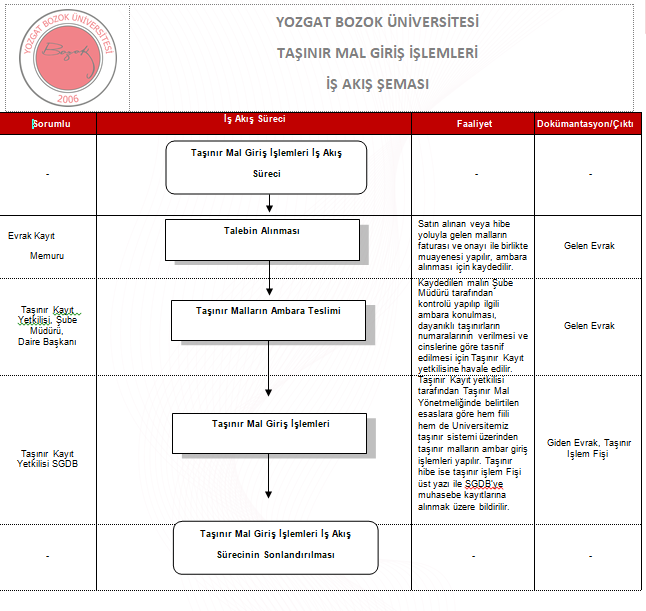 YOZGAT BOZOK ÜNİVERSİTESİ
Bozok
2006
YOZGAT BOZOK ÜNİVERSİTESİ
TAŞINIR MAL GİRİŞ İŞLEMLERİ
İŞ AKIŞ ŞEMASI
Sorumlu
İş Akış Süreci
Faaliyet
Dokümantasyon/Çıktı
-
Taşınır Mal Giriş İşlemleri İş Akış
Süreci
-
-
Evrak Kayıt
Memuru
Talebin Alınması
Satın alınan veya hibe
yoluyla gelen malların
faturası ve onayı ile birlikte
muayenesi yapılır, ambara
alınması için kaydedilir.
Gelen Evrak
Taşınır Kayıt
Yetkilisi, Şube
Müdürü,
Daire Başkanı
Taşınır Malların Ambara Teslimi
Kaydedilen malın Şube
Müdürü tarafından
kontrolü yapılıp ilgili
ambara konulması,
dayanıklı taşınırların
numaralarının verilmesi ve
cinslerine göre tasnif
edilmesi için Taşınır Kayıt
yetkilisine havale edilir.
Gelen Evrak
Taşınır Kayıt
Yetkilisi SGDB
Taşınır Mal Giriş İşlemleri
Taşınır Kayıt yetkilisi
tarafından Taşınır Mal
Yönetmeliğinde belirtilen
esaslara göre hem fiili
hem de Üniversitemiz
taşınır sistemi üzerinden
taşınır malların ambar giriş
işlemleri yapılır. Taşınır
hibe ise taşınır işlem Fişi
üst yazı ile SGDB'ye
muhasebe kayıtlarına
alınmak üzere bildirilir.
Giden Evrak, Taşınır
İşlem Fişi
-
Taşınır Mal Giriş İşlemleri İş Akış
Sürecinin Sonlandırılması
-
-